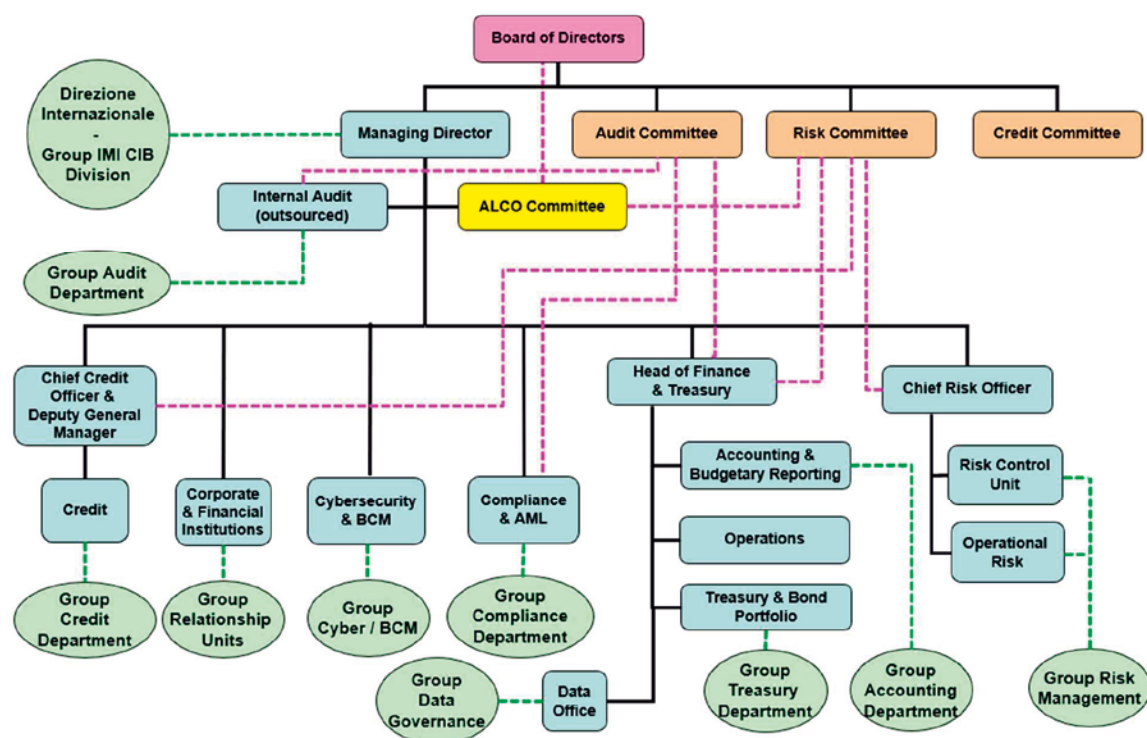 Board of Directors
Direzione
Internazionale
-
Group IMI CIB
Division
Managing Director
Audit Committee
Risk Committee
Credit Committee
Internal Audit
(outsourced)
ALCO Committee
Group Audit
Department
Chief Credit
Officer &
Deputy General
Manager
Head of Finance
& Treasury
Chief Risk Officer
Credit
Corporate
& Financial
Institutions
Cybersecurity
& BCM
Compliance
& AML
Accounting &
Budgetary Reporting
Risk Control
Unit
Operations
Operational
Risk
Treasury & Bond
Portfolio
Group
Credit
Department
Group
Relationship
Units
Group
Cyber / BCM
Group
Compliance
Department
Group
Data
Governance
Data
Office
Group
Treasury
Department
Group
Accounting
Department
Group Risk
Management